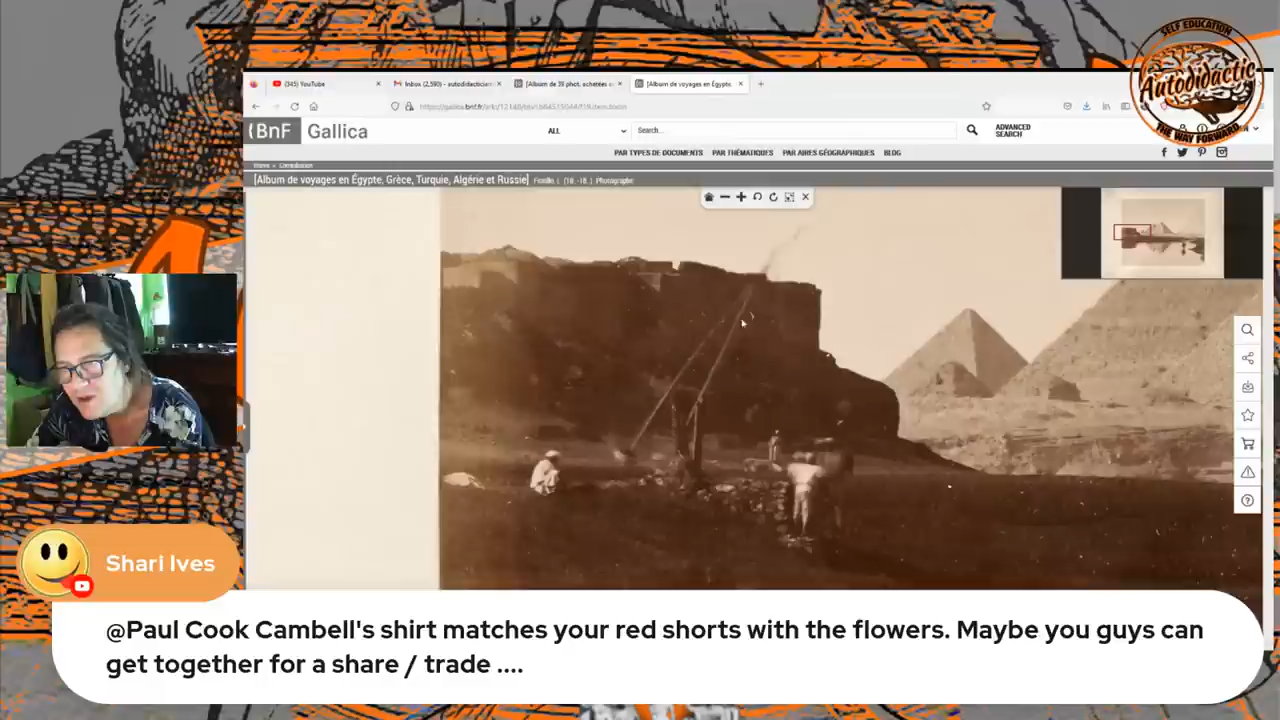 SELF EDUCATION
Autodidactic
THE WAY FORWARD
(345) YouTube
[Album de voyages en Égypte,
BnF Gallica
ALL
Search...
ADVANCED
SEARCH
PAR TYPES DE DOCUMENTS PAR THÉMATIQUES PAR AIRES GÉOGRAPHIQUES BLOG
Home
[Album de voyages en Égypte, Grèce, Turquie, Algérie et Russie]
Shari Ives
@Paul Cook Cambell's shirt matches your red shorts with the flowers. Maybe you guys can
get together for a share / trade ....